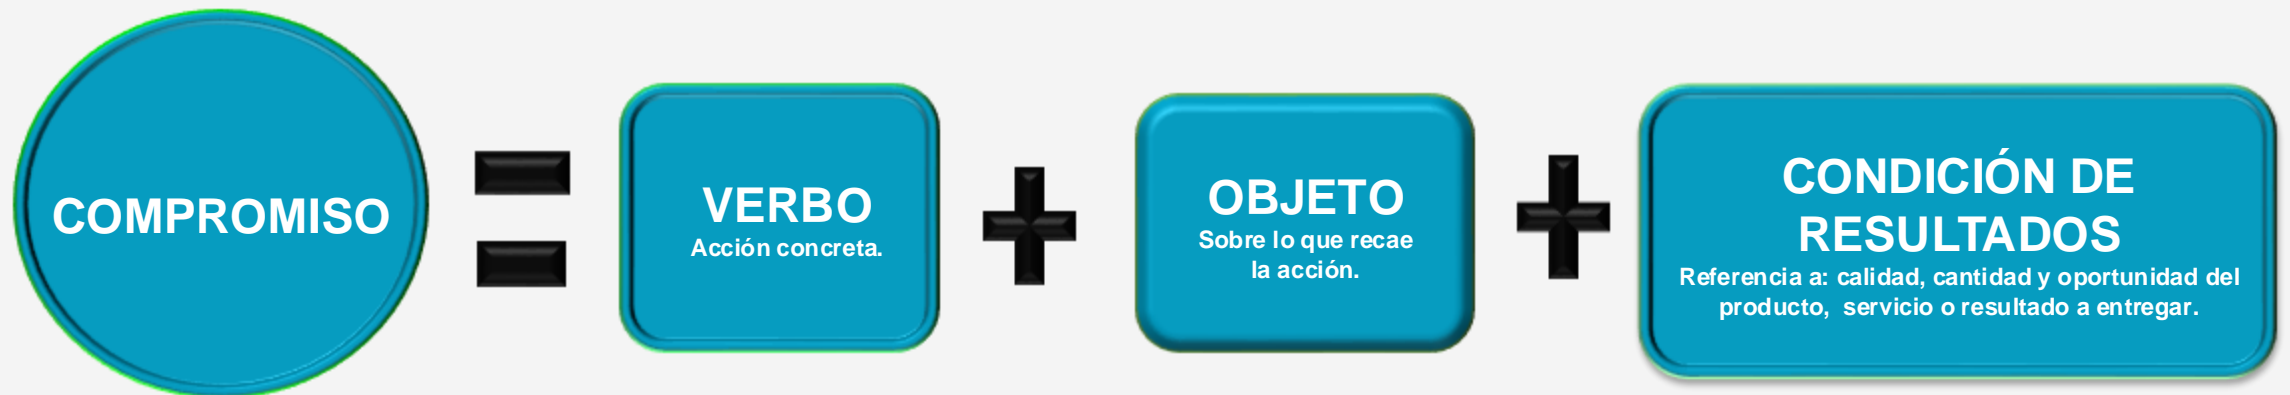 COMPROMISO
VERBO
Acción concreta.
OBJETO
Sobre lo que recae
la acción.
CONDICIÓN DE
RESULTADOS
Referencia a: calidad, cantidad y oportunidad del
producto, servicio o resultado a entregar.